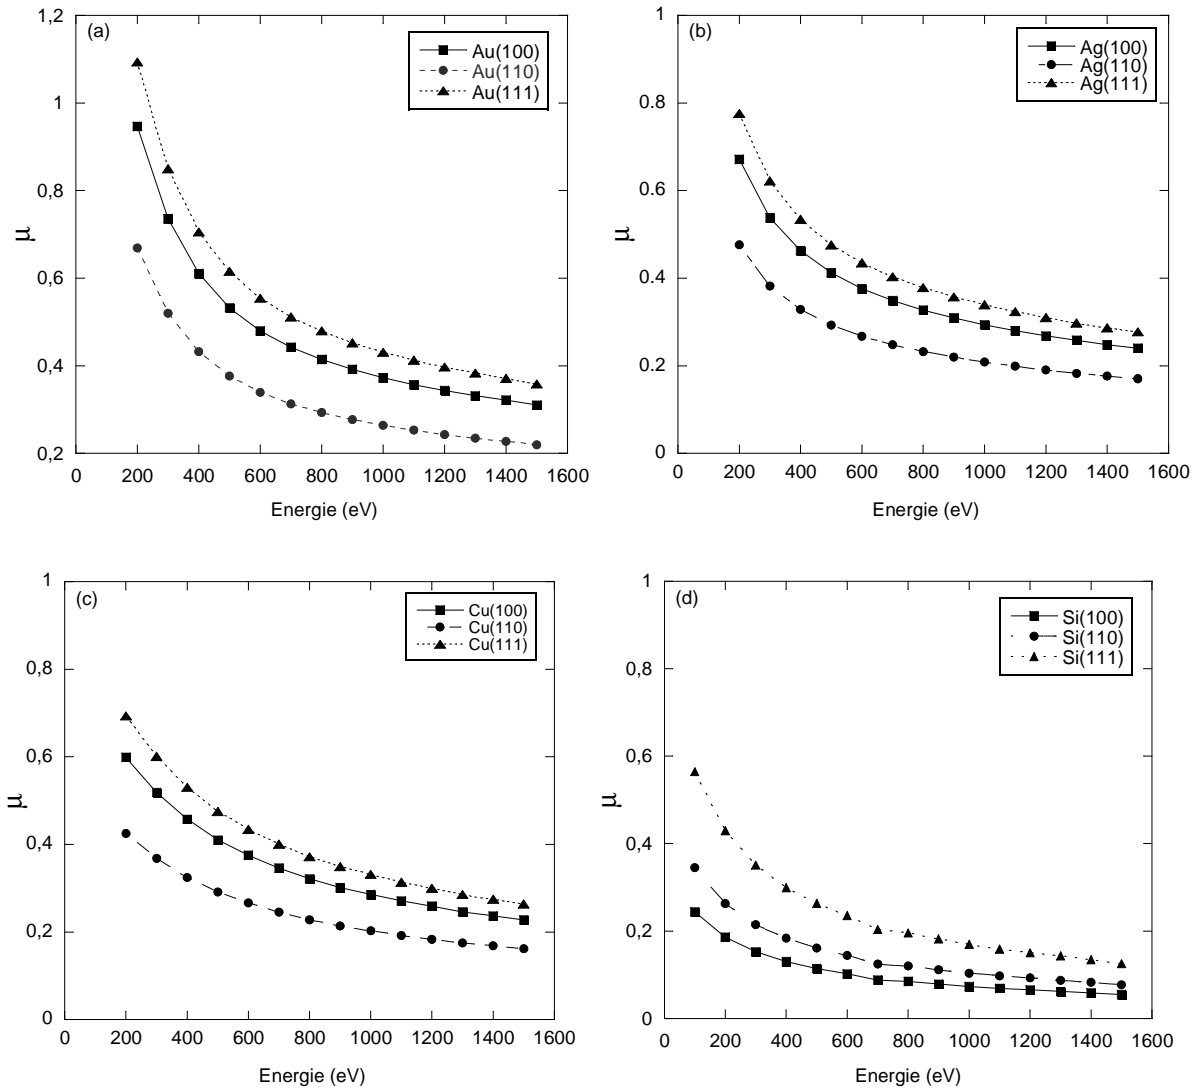 (a)
Au(100)
Au(110)
Au(111)
1,2
1
0,8
0,6
0,4
0,2
μ
0 200 400 600 800 1000 1200 1400 1600
Energie (eV)
(b)
Ag(100)
Ag(110)
Ag(111)
1
0.8
0.6
0.4
0.2
0
μ
0 200 400 600 800 1000 1200 1400 1600
Energie (eV)
(c)
Cu(100)
Cu(110)
Cu(111)
1
0,8
0,6
0,4
0,2
0
μ
0 200 400 600 800 1000 1200 1400 1600
Energie (eV)
(d)
Si(100)
Si(110)
Si(111)
1
0,8
0,6
0,4
0,2
0
μ
0 200 400 600 800 1000 1200 1400 1600
Energie (eV)